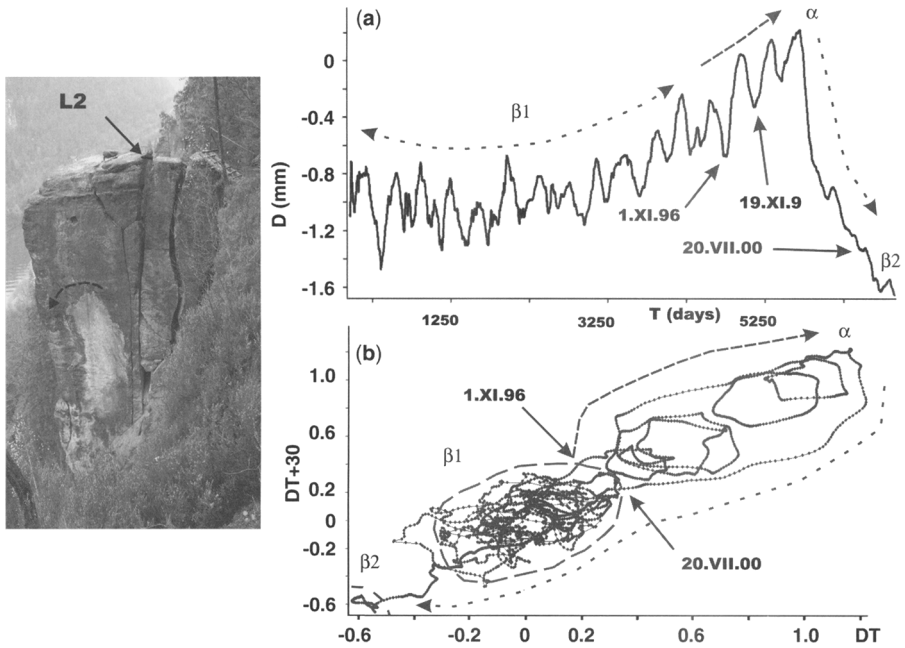 L2
(a)
α
0
-0.4
-0.8
-1.2
-1.6
D (mm)
β1
1.XI.96
19.XI.9
20.VII.00
β2
1250
3250
T (days)
5250
(b)
α
1.0
0.6
0.2
0
-0.2
-0.6
DT+30
1.XI.96
β1
β2
20.VII.00
-0.6
-0.2
0
0.2
0.6
1.0
DT